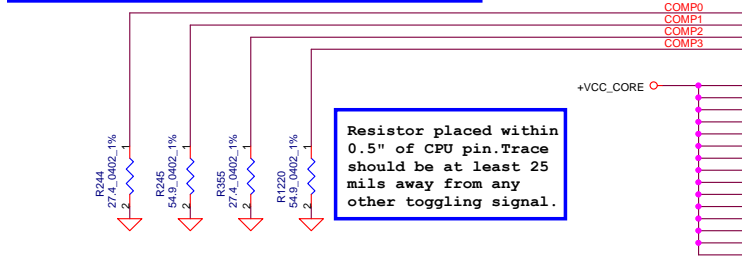 COMP0
COMP1
COMP2
COMP3
+VCC_CORE
Resistor placed within
0.5" of CPU pin.Trace
should be at least 25
mils away from any
other toggling signal.
R244
27.4_0402_1%
1
2
R245
54.9_0402_1%
1
2
R355
27.4_0402_1%
1
2
R1220
54.9_0402_1%
1
2